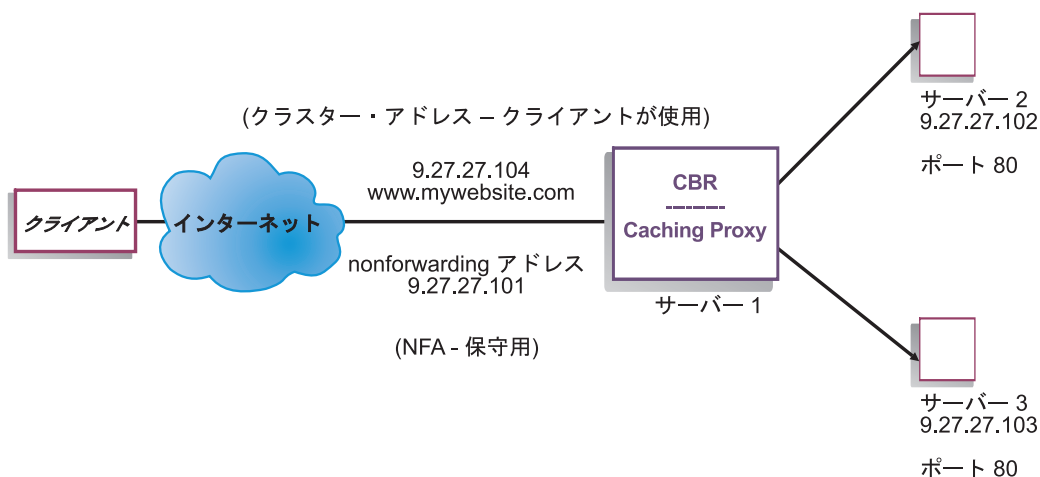 (クラスター・アドレス – クライアントが使用)
9.27.27.104
www.mywebsite.com
クライアント
インターネット
nonforwarding アドレス
9.27.27.101
(NFA - 保守用)
CBR
-------
Caching Proxy
サーバー 1
サーバー 2
9.27.27.102
ポート 80
サーバー 3
9.27.27.103
ポート 80